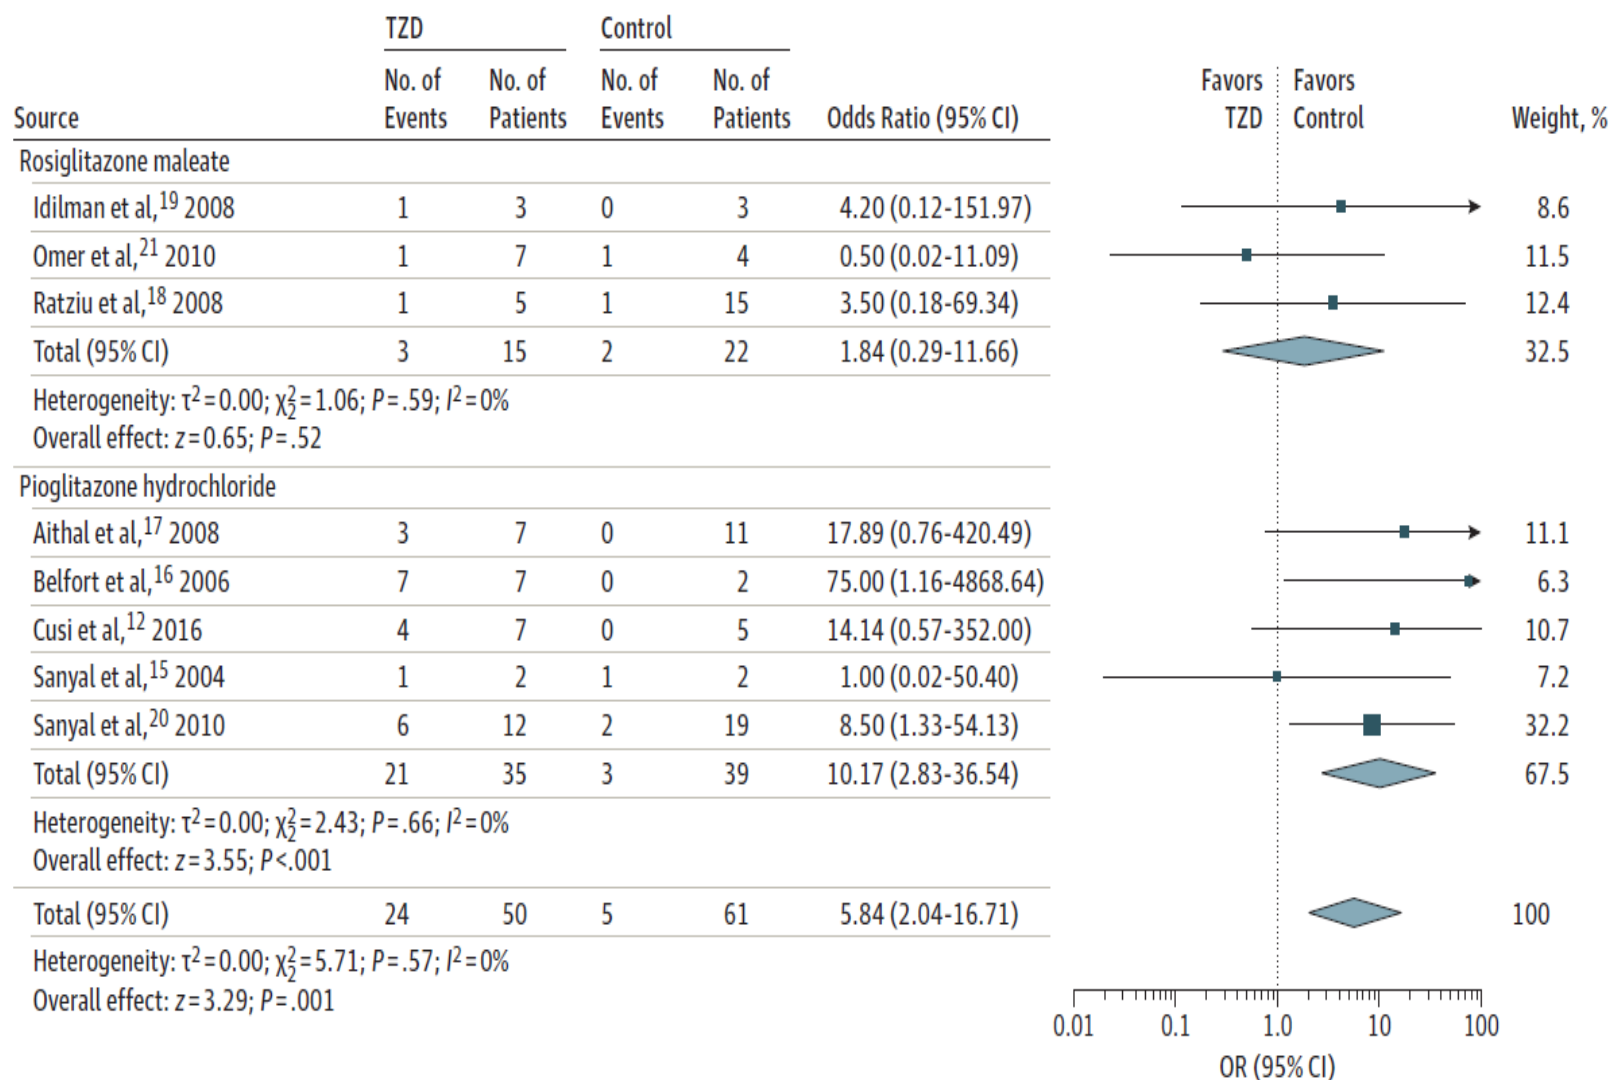 TZD Control
No. of No. of No. of No. of Favors Favors
Source Events Patients Events Patients Odds Ratio (95% CI) TZD Control Weight, %
Rosiglitazone maleate
Idilman et al,19 2008 1 3 0 3 4.20 (0.12-151.97) 8.6
Omer et al,21 2010 1 7 1 4 0.50 (0.02-11.09) 11.5
Ratziu et al,18 2008 1 5 1 15 3.50 (0.18-69.34) 12.4
Total (95% CI) 3 15 2 22 1.84 (0.29-11.66) 32.5
Heterogeneity: τ2=0.00; χ22=1.06; P=.59; I2=0%
Overall effect: z=0.65; P=.52
Pioglitazone hydrochloride
Aithal et al,17 2008 3 7 0 11 17.89 (0.76-420.49) 11.1
Belfort et al,16 2006 7 7 0 2 75.00 (1.16-4868.64) 6.3
Cusi et al,12 2016 4 7 0 5 14.14 (0.57-352.00) 10.7
Sanyal et al,15 2004 1 2 1 2 1.00 (0.02-50.40) 7.2
Sanyal et al,20 2010 6 12 2 19 8.50 (1.33-54.13) 32.2
Total (95% CI) 21 35 3 39 10.17 (2.83-36.54) 67.5
Heterogeneity: τ2=0.00; χ22=2.43; P=.66; I2=0%
Overall effect: z=3.55; P<.001
Total (95% CI) 24 50 5 61 5.84 (2.04-16.71) 100
Heterogeneity: τ2=0.00; χ22=5.71; P=.57; I2=0%
Overall effect: z=3.29; P=.001
0.01 0.1 1.0 10 100
OR (95% CI)